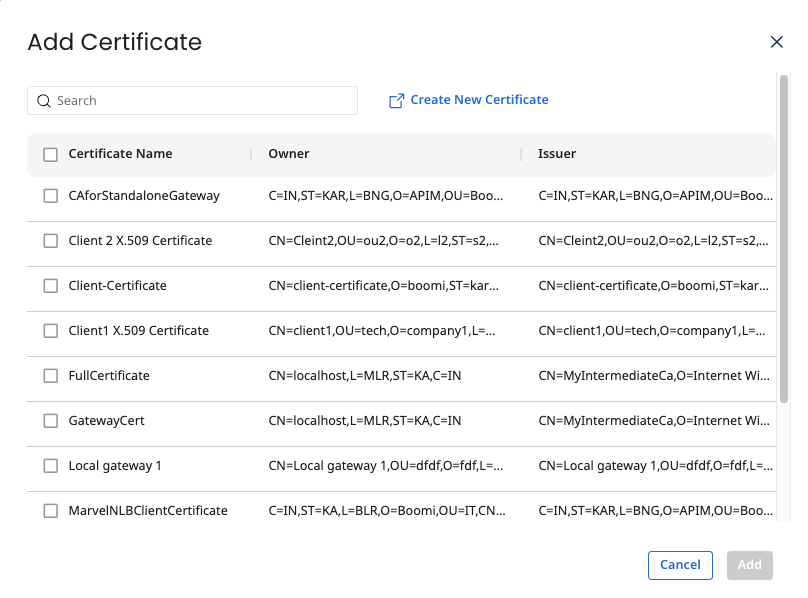 Add Certificate
Search
Create New Certificate
Certificate Name Owner Issuer
CAforStandaloneGateway C=IN,ST=KAR,L=BNG,O=APIM,OU=Boo... C=IN,ST=KAR,L=BNG,O=APIM,OU=Boo...
Client 2 X.509 Certificate CN=Cleint2,OU=ou2,O=o2,L=l2,ST=s2,... CN=Cleint2,OU=ou2,O=o2,L=l2,ST=s2,...
Client-Certificate CN=client-certificate,O=boomi,ST=kar... CN=client-certificate,O=boomi,ST=kar...
Client1 X.509 Certificate CN=client1,OU=tech,O=company1,L=... CN=client1,OU=tech,O=company1,L=...
FullCertificate CN=localhost,L=MLR,ST=KA,C=IN CN=MyIntermediateCa,O=Internet Wi...
GatewayCert CN=localhost,L=MLR,ST=KA,C=IN CN=MyIntermediateCa,O=Internet Wi...
Local gateway 1 CN=Local gateway 1,OU=dfdf,O=fdf,L=... CN=Local gateway 1,OU=dfdf,O=fdf,L=...
MarvelNLBClientCertificate C=IN,ST=KA,L=BLR,O=Boomi,OU=IT,CN... C=IN,ST=KAR,L=BNG,O=APIM,OU=Boo...
Cancel Add